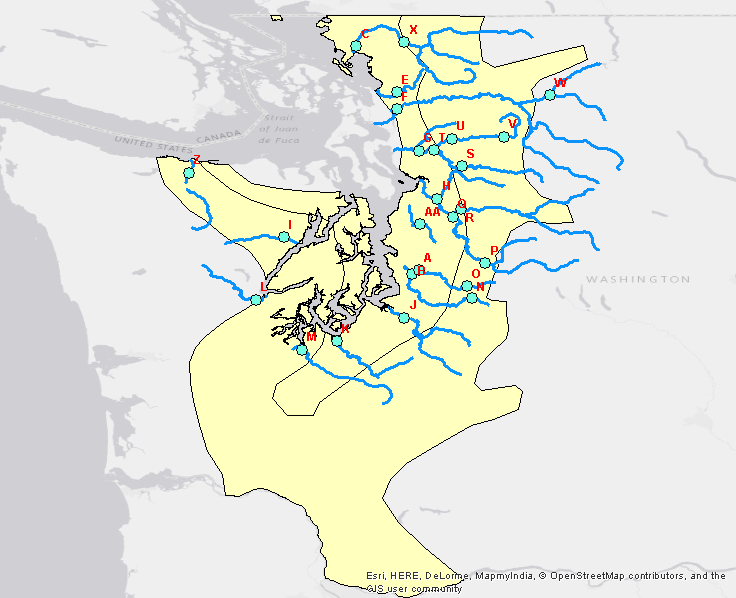 X
C
W
E
F
Strait
of Juan
de Fuca
UNITED STATES
CANADA
U
V
G
T
S
Z
H
Q
AA
R
I
P
A
B
O
WASHINGTON
L
N
J
K
M
Esri, HERE, DeLorme, MapmyIndia, © OpenStreetMap contributors, and the
GIS user community